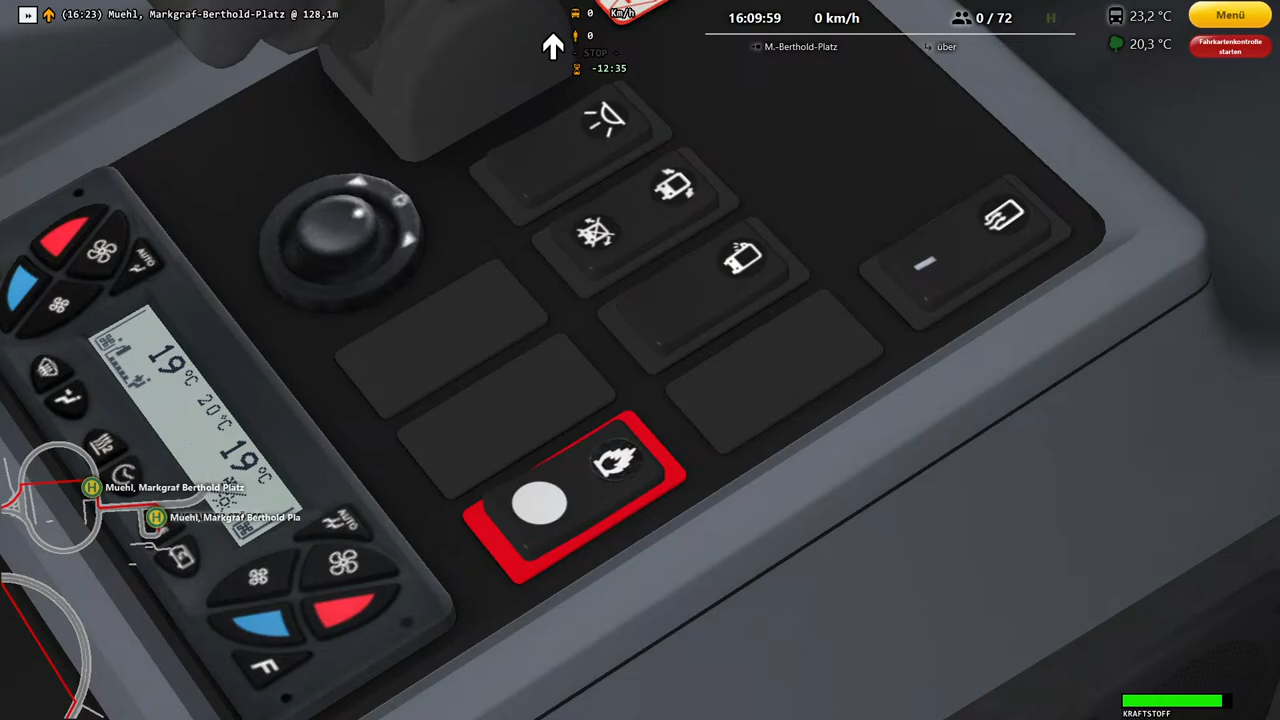 (16:23) Muehl, Markgraf-Berthold-Platz @ 128,1m
0
Km/h
0
- STOP -
-12:35
16:09:59
0 km/h
0 / 72
H
M.-Berthold-Platz
über
23,2 °C
20,3 °C
Menü
Fahrkartenkontrolle
starten
AUTO
19°C
20°C
19°C
H Muehl, Markgraf Berthold Platz
H Muehl, Markgraf Berthold Pla
AUTO
F
KRAFTSTOFF